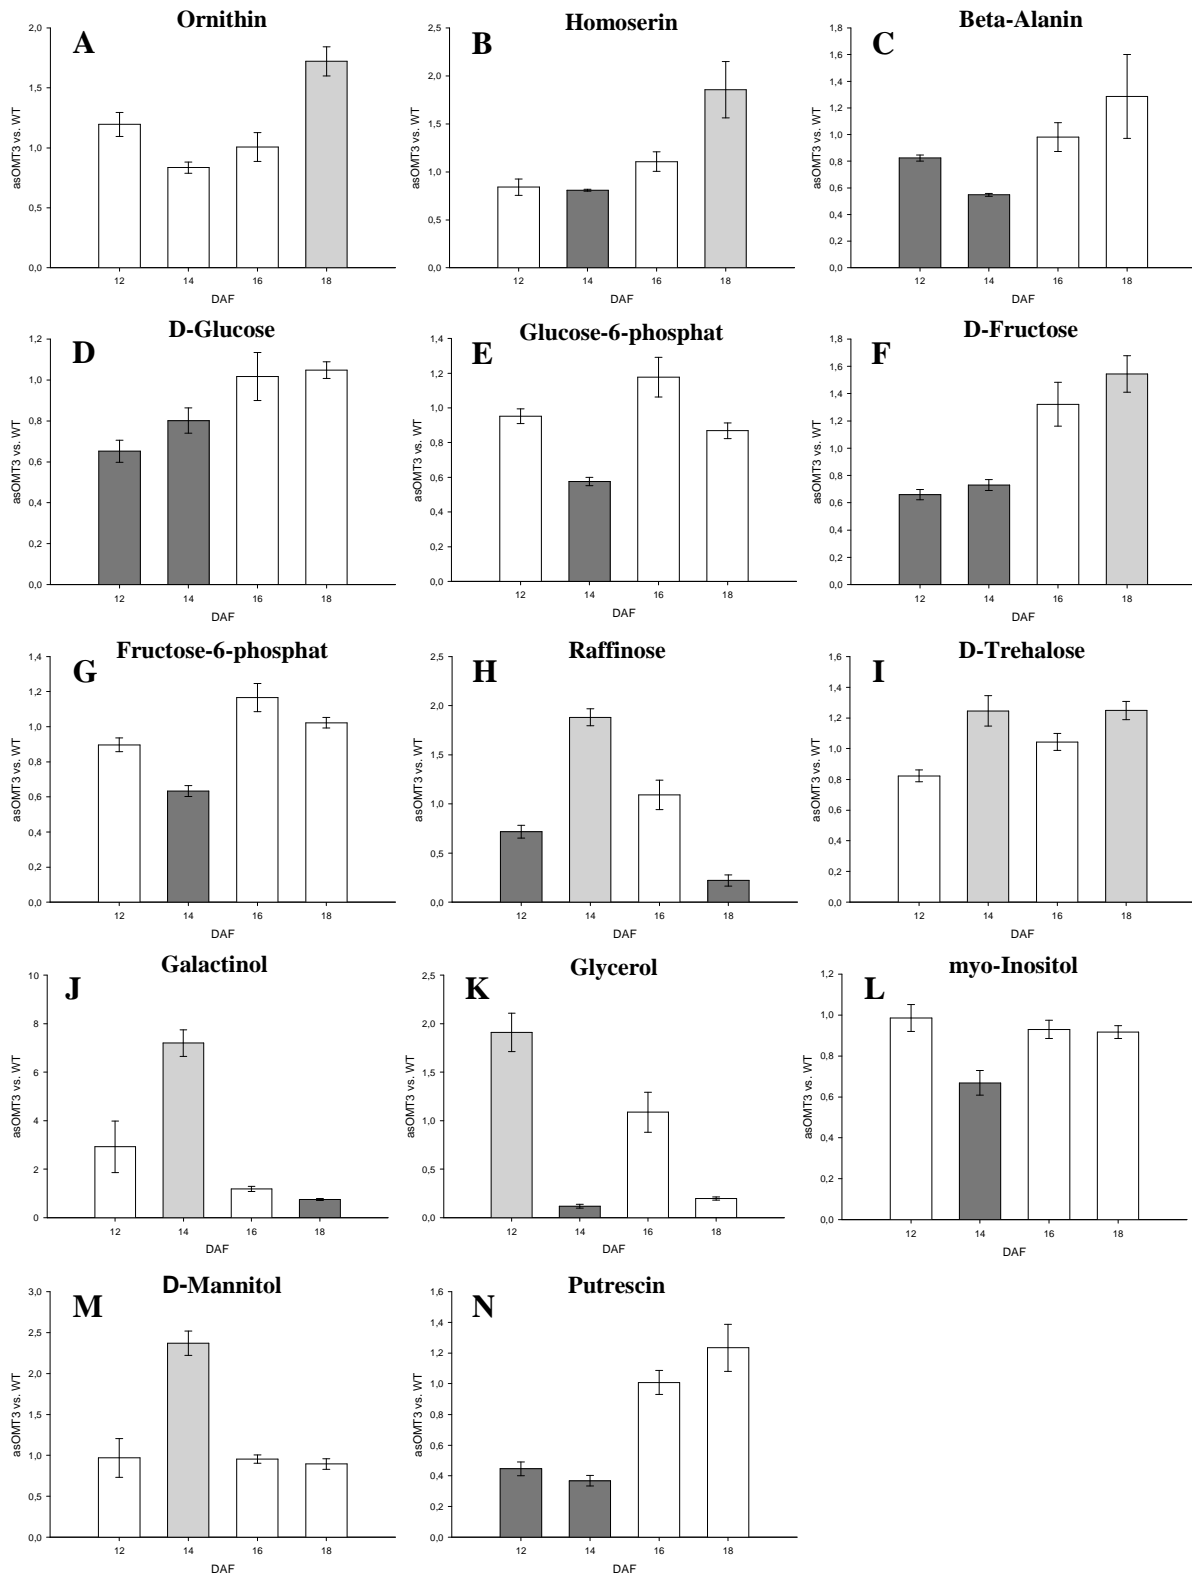 Ornithin
A
asOMT3 vs. WT
2,0
1,5
1,0
0,5
0,0
12 14 16 18
DAF
Homoserin
B
asOMT3 vs. WT
2,5
2,0
1,5
1,0
0,5
0,0
12 14 16 18
DAF
Beta-Alanin
C
asOMT3 vs. WT
1,8
1,6
1,4
1,2
1,0
0,8
0,6
0,4
0,2
0,0
12 14 16 18
DAF
D-Glucose
D
asOMT3 vs. WT
1,2
1,0
0,8
0,6
0,4
0,2
0,0
12 14 16 18
DAF
Glucose-6-phosphat
E
asOMT3 vs. WT
1,4
1,2
1,0
0,8
0,6
0,4
0,2
0,0
12 14 16 18
DAF
D-Fructose
F
asOMT3 vs. WT
1,8
1,6
1,4
1,2
1,0
0,8
0,6
0,4
0,2
0,0
12 14 16 18
DAF
Fructose-6-phosphat
G
asOMT3 vs. WT
1,4
1,2
1,0
0,8
0,6
0,4
0,2
0,0
12 14 16 18
DAF
Raffinose
H
asOMT3 vs. WT
2,5
2,0
1,5
1,0
0,5
0,0
12 14 16 18
DAF
D-Trehalose
I
asOMT3 vs. WT
1,6
1,4
1,2
1,0
0,8
0,6
0,4
0,2
0,0
12 14 16 18
DAF
Galactinol
J
asOMT3 vs. WT
10
8
6
4
2
0
12 14 16 18
DAF
Glycerol
K
asOMT3 vs. WT
2,5
2,0
1,5
1,0
0,5
0,0
12 14 16 18
DAF
myo-Inositol
L
asOMT3 vs. WT
1,2
1,0
0,8
0,6
0,4
0,2
0,0
12 14 16 18
DAF
D-Mannitol
M
asOMT3 vs. WT
3,0
2,5
2,0
1,5
1,0
0,5
0,0
12 14 16 18
DAF
Putrescin
N
asOMT3 vs. WT
1,6
1,4
1,2
1,0
0,8
0,6
0,4
0,2
0,0
12 14 16 18
DAF